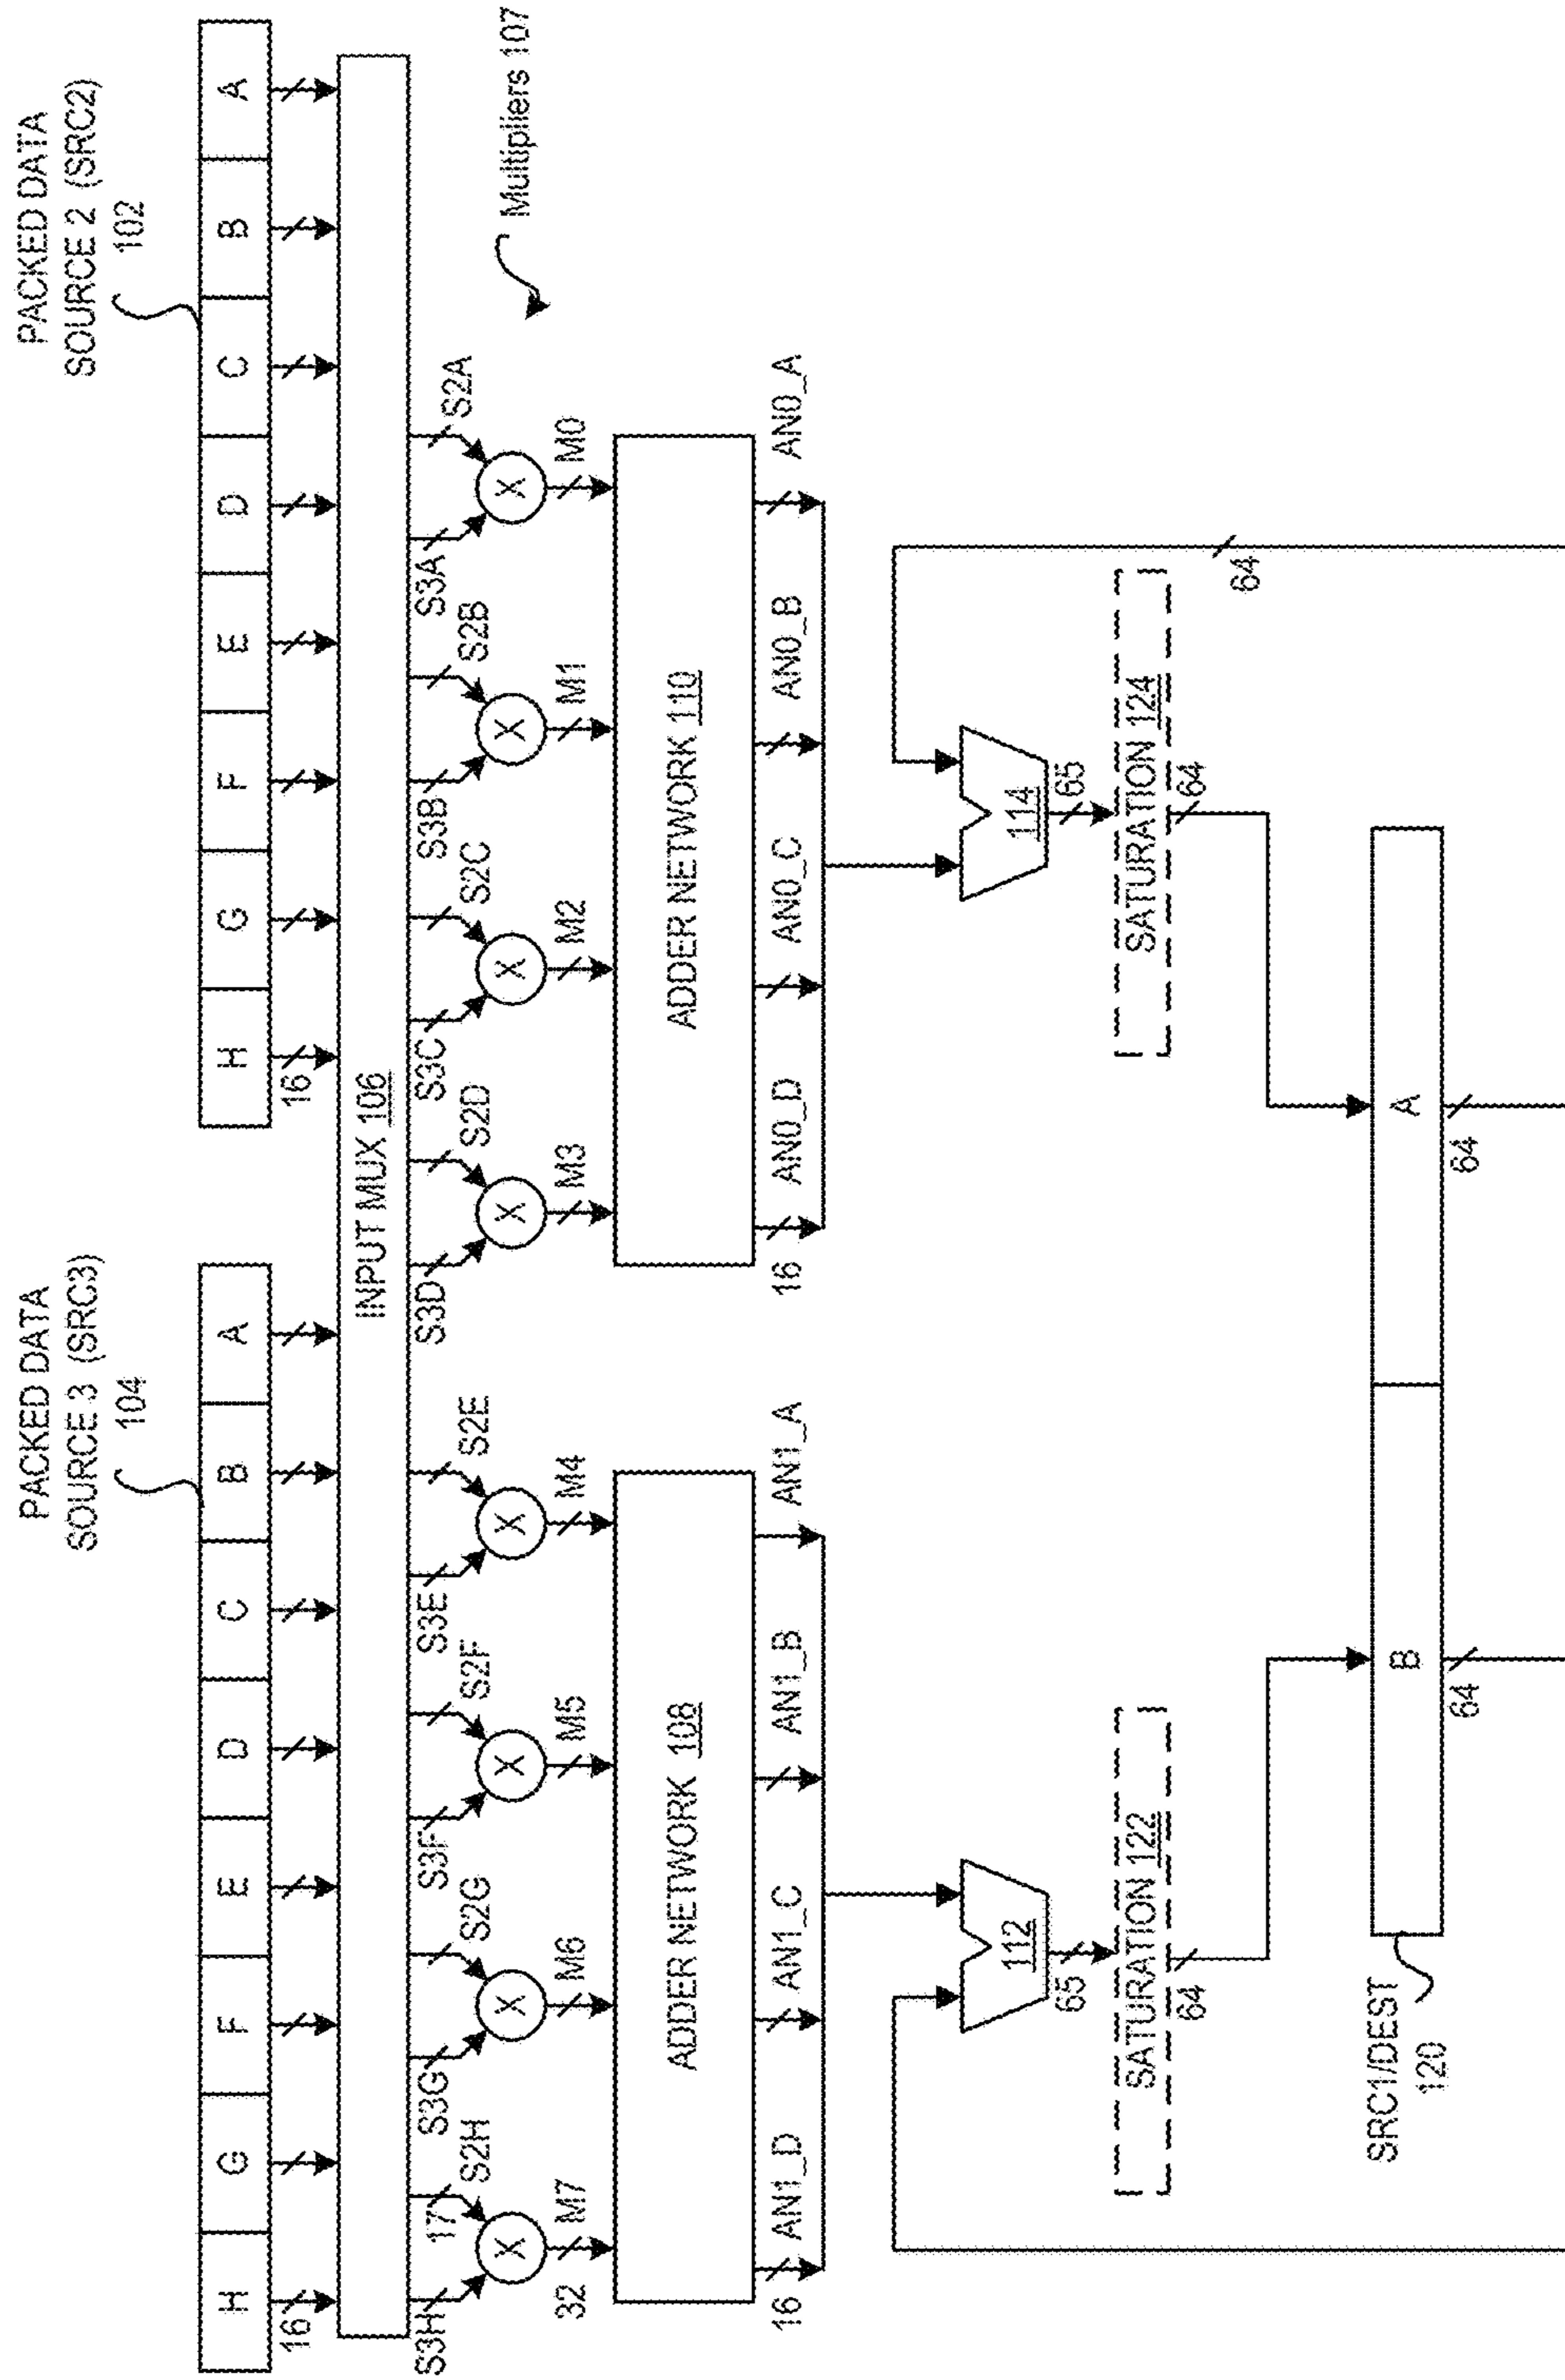 PACKED DATA
SOURCE 3 (SRC3)
104
PACKED DATA
SOURCE 2 (SRC2)
102
H G F E D C B A
H G F E D C B A
16
16
INPUT MUX 106
S3H 17 S2H S3G S2G S3F S2F S3E S2E S3D S2D S3C S2C S3B S2B S3A S2A
X X X X X X X X
Multipliers 107
32 M7 M6 M5 M4 M3 M2 M1 M0
ADDER NETWORK 108
ADDER NETWORK 110
16 AN1_D AN1_C AN1_B AN1_A
16 AN0_D AN0_C AN0_B AN0_A
112
114
65
65
SATURATION 122
SATURATION 124
64
64
64
SRC1/DEST
120
B
A
64
64